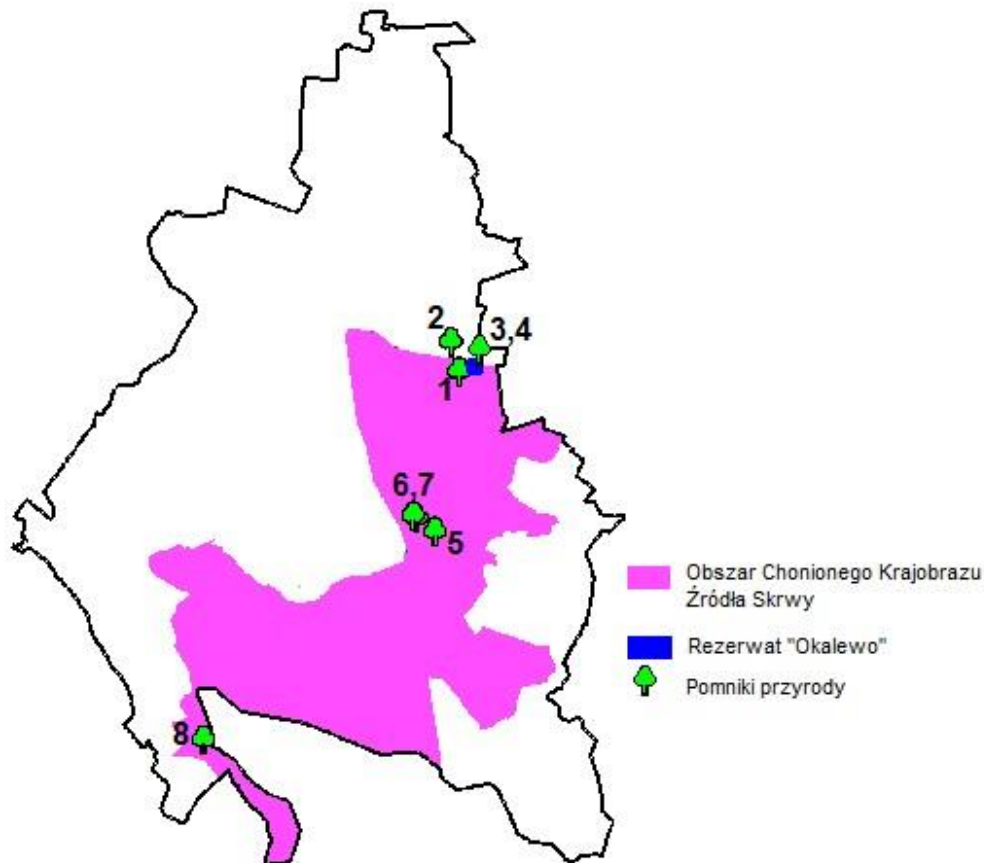 2
3,4
1
6,7
5
Obszar Chonionego Krajobrazu
Źródła Skrwy
Rezerwat "Okalewo"
Pomniki przyrody
8